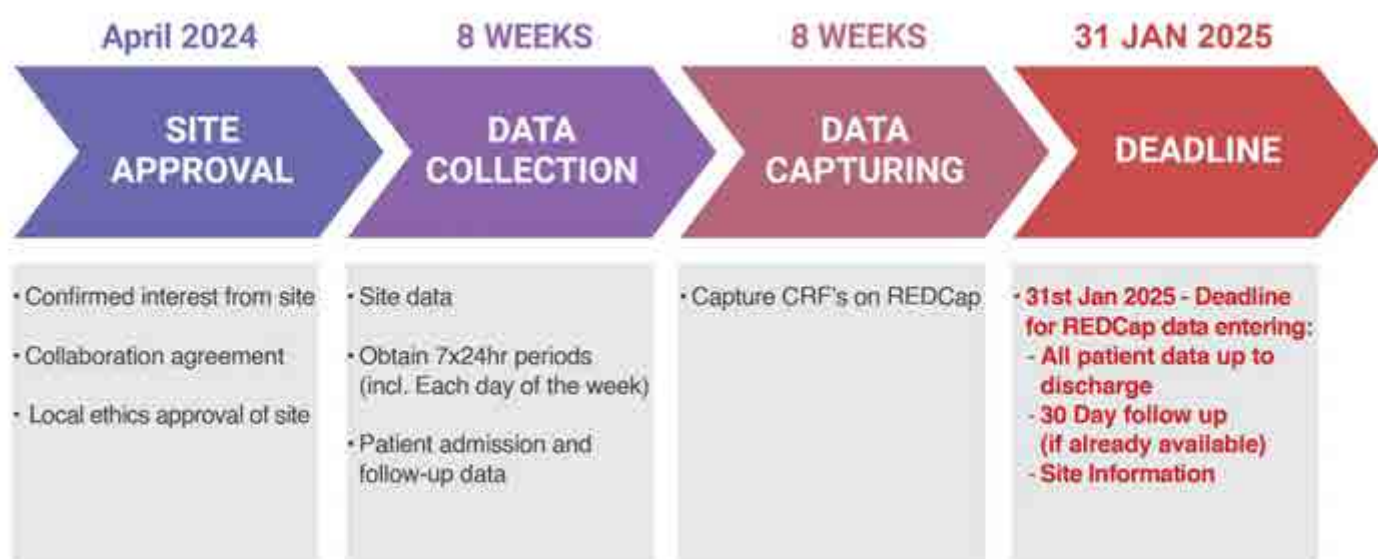 April 2024
8 WEEKS
8 WEEKS
31 JAN 2025
SITE
APPROVAL
DATA
COLLECTION
DATA
CAPTURING
DEADLINE
• Confirmed interest from site
• Collaboration agreement
• Local ethics approval of site
• Site data
• Obtain 7x24hr periods
(incl. Each day of the week)
• Patient admission and
follow-up data
• Capture CRF's on REDCap
• 31st Jan 2025 - Deadline
for REDCap data entering:
- All patient data up to
discharge
- 30 Day follow up
(if already available)
- Site Information